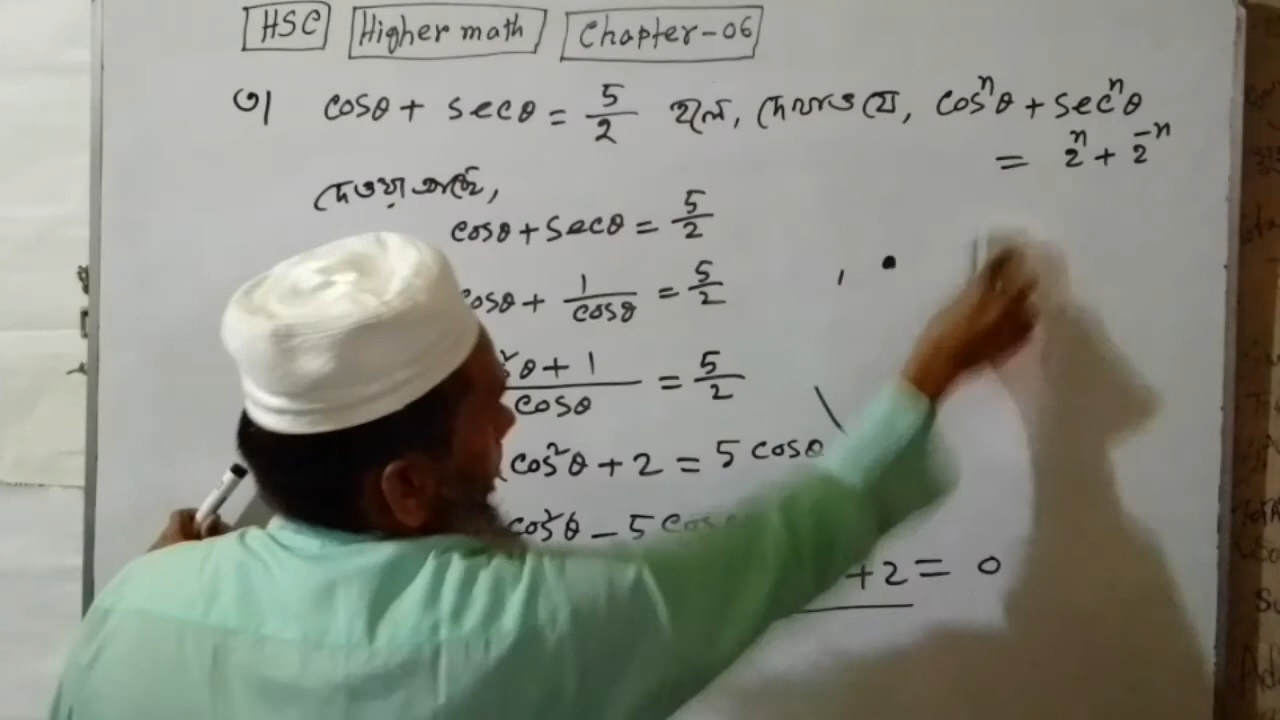 HSC Higher math Chapter-06
৩| cosθ + secθ = 5/2 হলে, দেখাও যে, cosⁿθ + secⁿθ
= 2ⁿ + 2⁻ⁿ
দেওয়া আছে,
cosθ + secθ = 5/2
cosθ + 1/cosθ = 5/2
²θ + 1 / cosθ = 5/2
cos²θ + 2 = 5 cosθ
cos²θ − 5 cos
+2 = 0